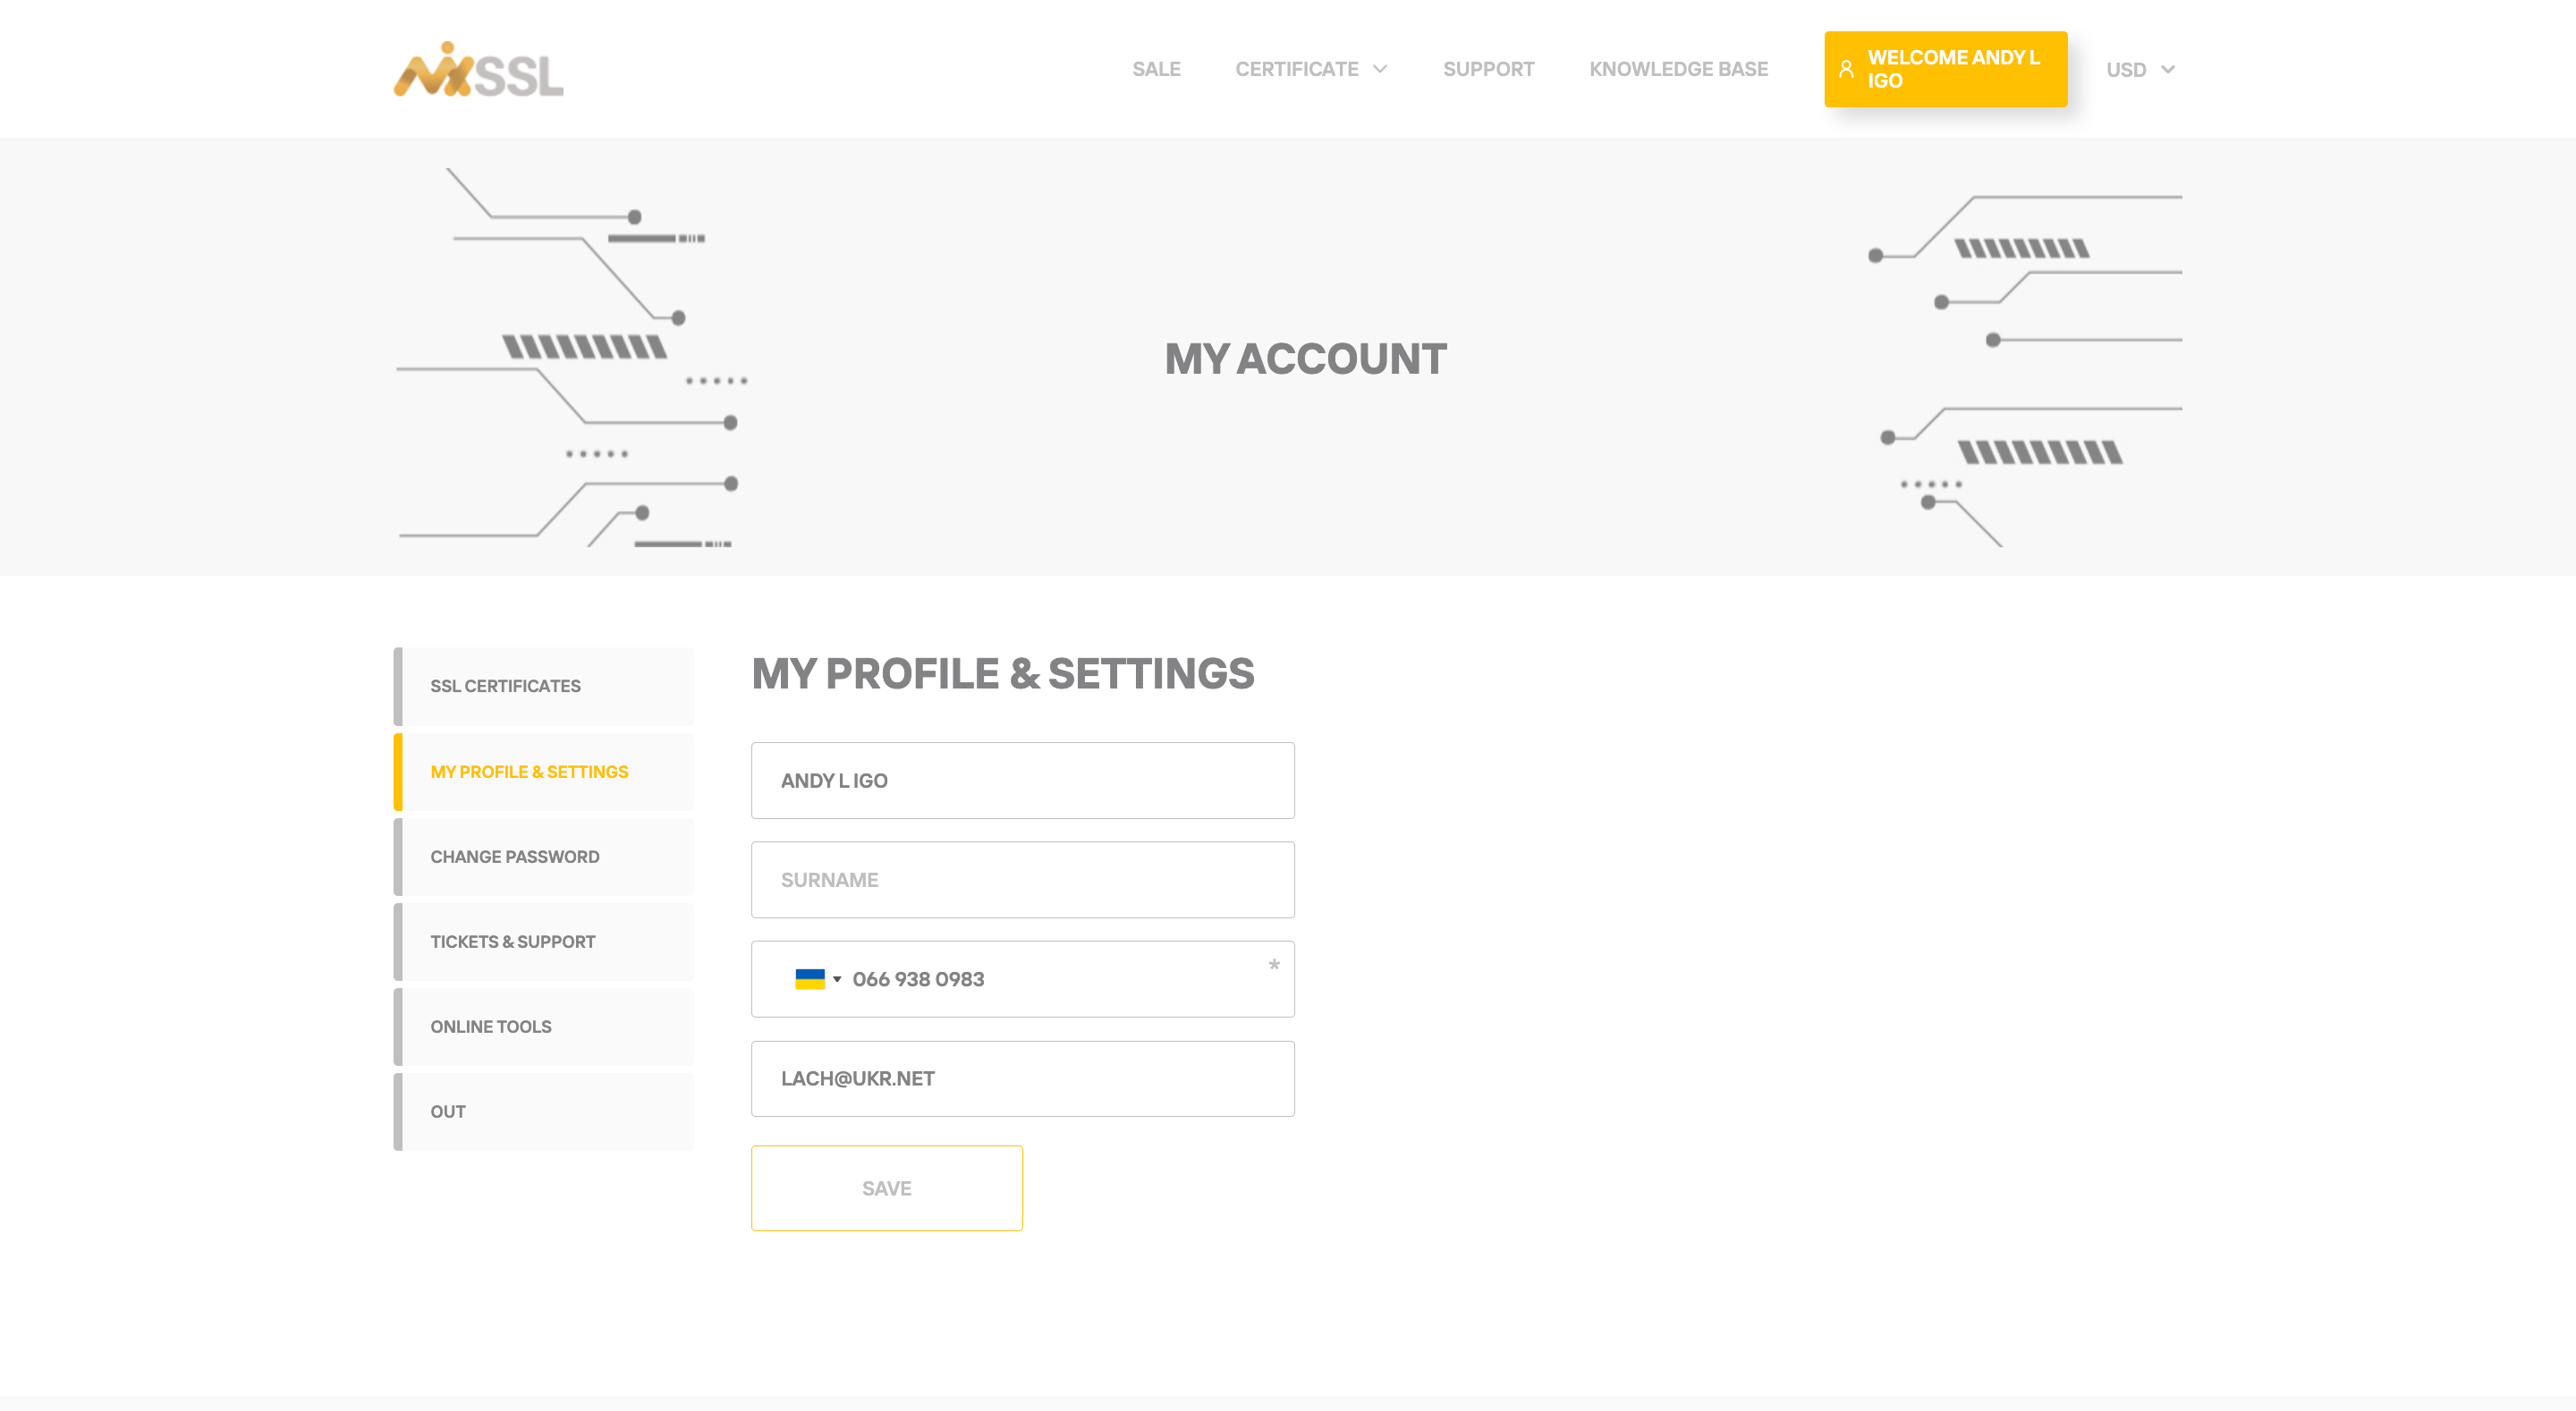 MIXSSL
SALE
CERTIFICATE
SUPPORT
KNOWLEDGE BASE
WELCOME ANDY L
IGO
USD
MY ACCOUNT
SSL CERTIFICATES
MY PROFILE & SETTINGS
CHANGE PASSWORD
TICKETS & SUPPORT
ONLINE TOOLS
OUT
MY PROFILE & SETTINGS
ANDY L IGO
SURNAME
066 938 0983
*
LACH@UKR.NET
SAVE